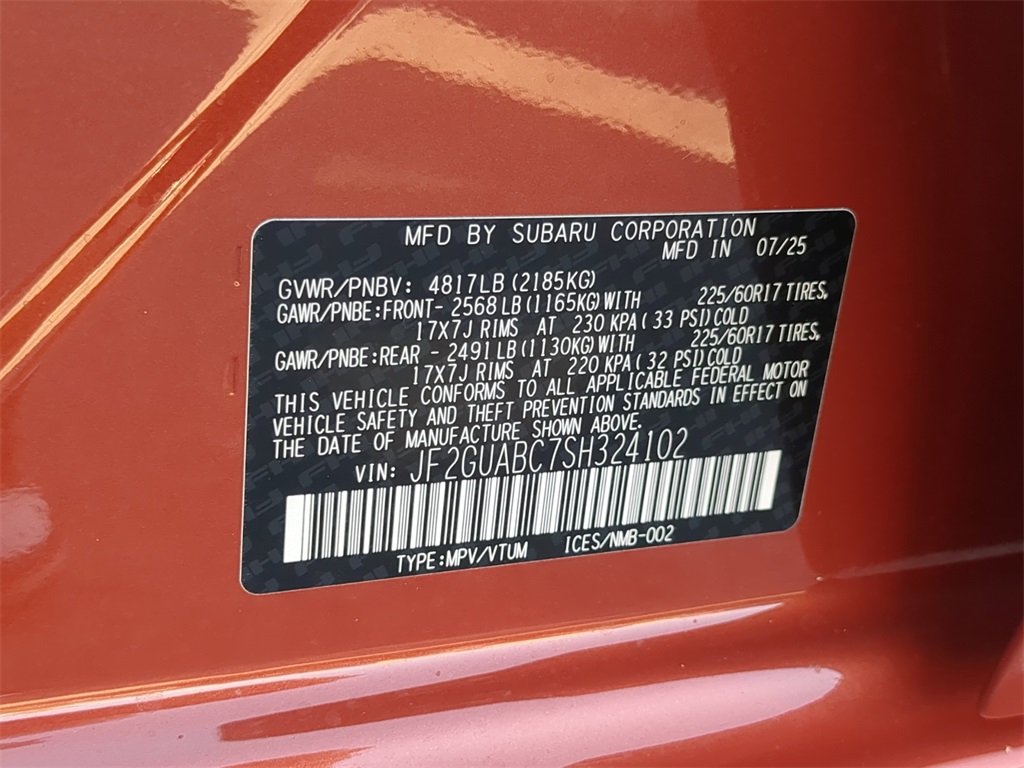 MFD BY SUBARU CORPORATION
MFD IN 07/25
GVWR/PNBV: 4817LB (2185KG)
GAWR/PNBE:FRONT- 2568 LB (1165KG) WITH 225/60R17 TIRES,
17X7J RIMS AT 230 KPA ( 33 PSI) COLD
GAWR/PNBE:REAR - 2491 LB (1130KG) WITH 225/60R17 TIRES,
17X7J RIMS AT 220 KPA ( 32 PSI) COLD
THIS VEHICLE CONFORMS TO ALL APPLICABLE FEDERAL MOTOR
VEHICLE SAFETY AND THEFT PREVENTION STANDARDS IN EFFECT ON
THE DATE OF MANUFACTURE SHOWN ABOVE.
VIN: JF2GUABC7SH324102
TYPE:MPV/VTUM ICES/NMB-002